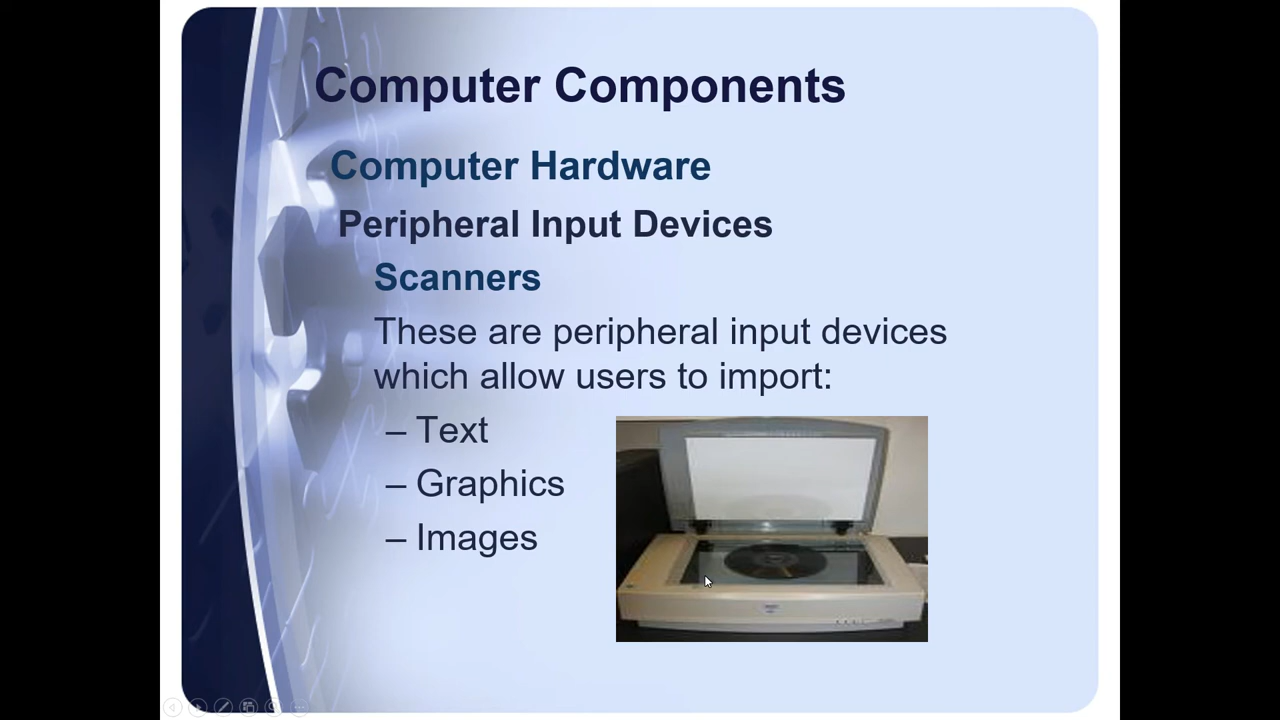 Computer Components
Computer Hardware
Peripheral Input Devices
Scanners
These are peripheral input devices
which allow users to import:
– Text
– Graphics
– Images